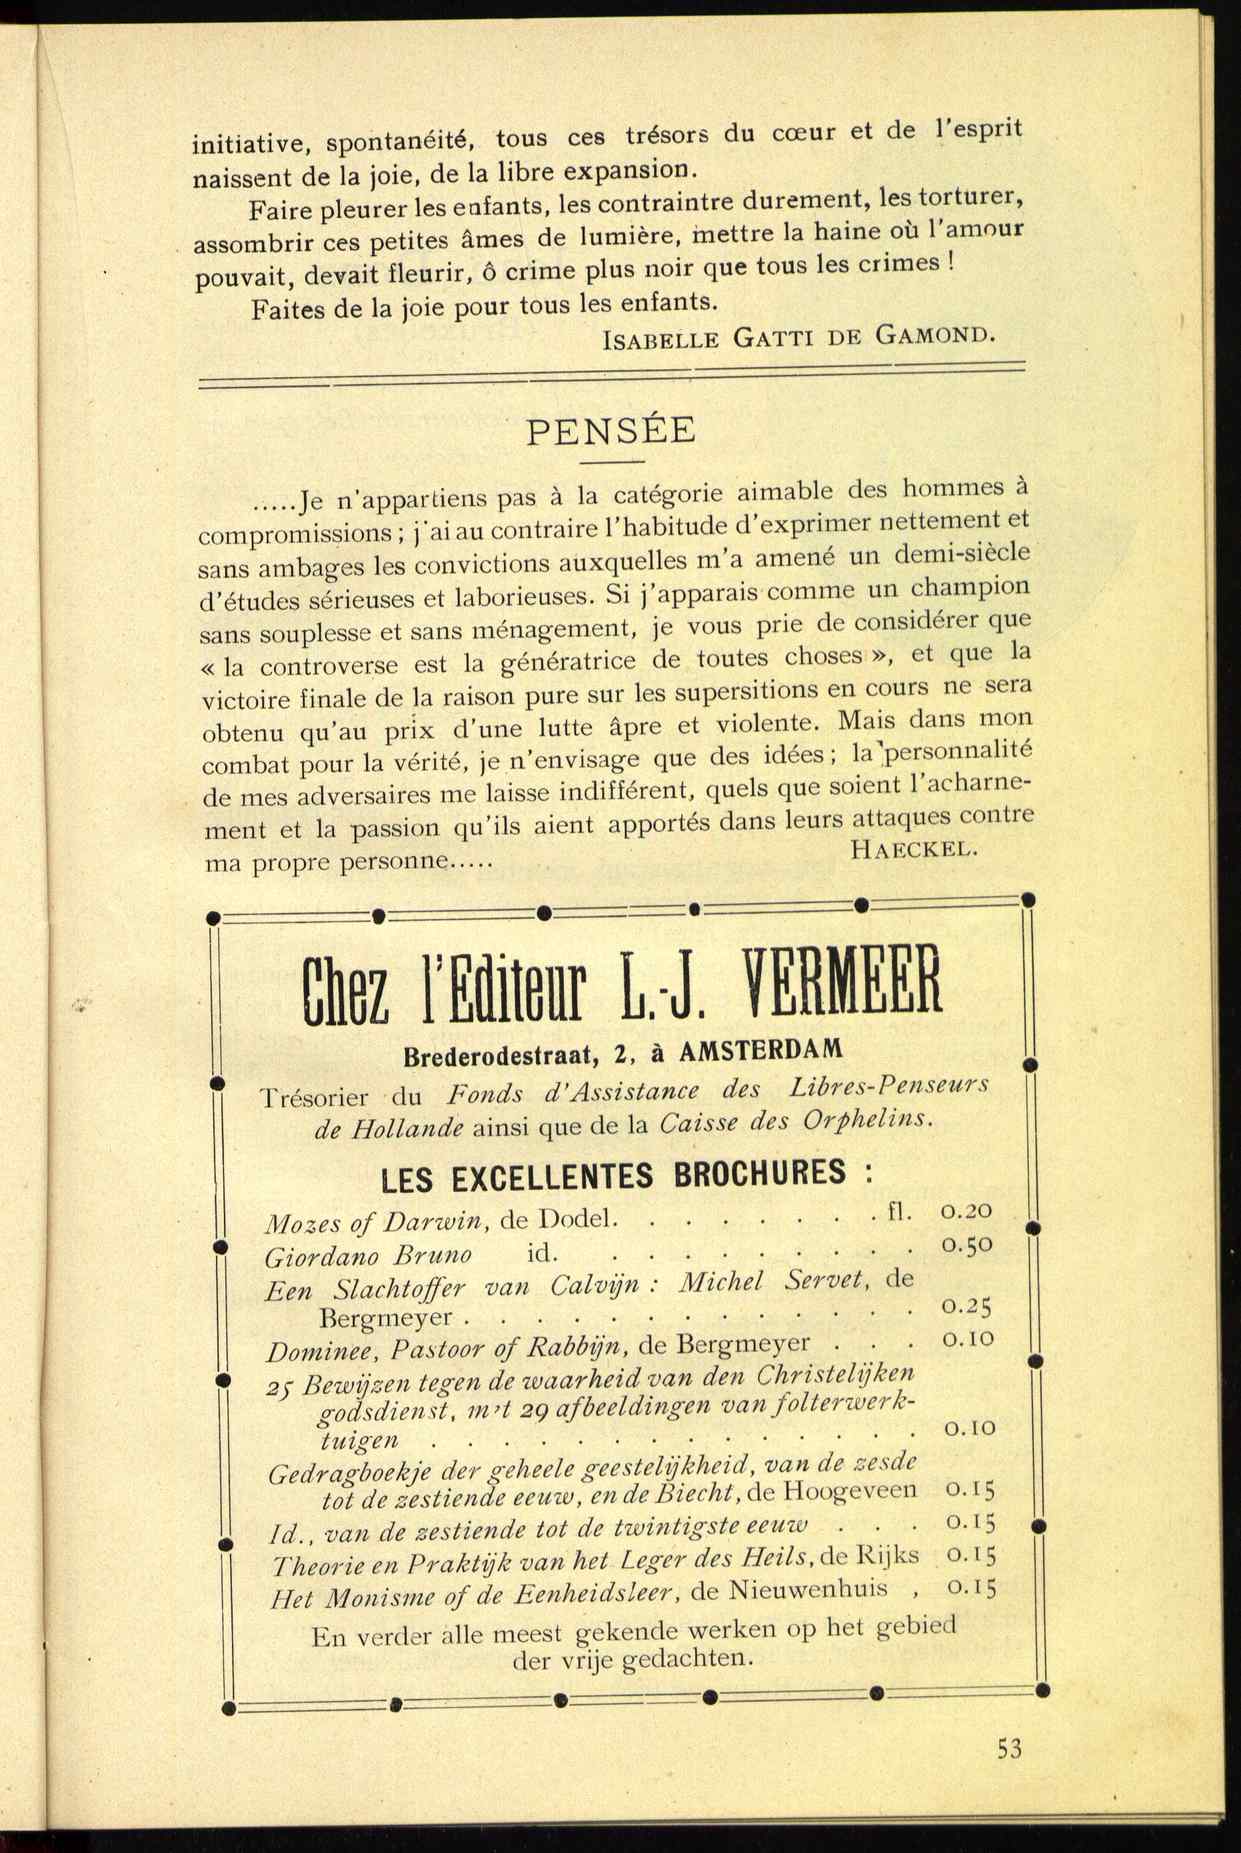 initiative, spontanéité, tous ces trésors du cœur et de l'esprit
naissent de la joie, de la libre expansion.
Faire pleurer les enfants, les contraintre durement, les torturer,
assombrir ces petites âmes de lumière, mettre la haine où l'amour
pouvait, devait fleurir, ô crime plus noir que tous les crimes !
Faites de la joie pour tous les enfants.
ISABELLE GATTI DE GAMOND.
PENSÉE
.....Je n'appartiens pas à la catégorie aimable des hommes à
compromissions ; j'ai au contraire l'habitude d'exprimer nettement et
sans ambages les convictions auxquelles m'a amené un demi-siècle
d'études sérieuses et laborieuses. Si j'apparais comme un champion
sans souplesse et sans ménagement, je vous prie de considérer que
« la controverse est la génératrice de toutes choses », et que la
victoire finale de la raison pure sur les supersitions en cours ne sera
obtenu qu'au prix d'une lutte âpre et violente. Mais dans mon
combat pour la vérité, je n'envisage que des idées ; la personnalité
de mes adversaires me laisse indifférent, quels que soient l'acharne-
ment et la passion qu'ils aient apportés dans leurs attaques contre
ma propre personne..... HAECKEL.
Chez l'Editeur L.-J. VERMEER
Brederodestraat, 2, à AMSTERDAM
Trésorier du Fonds d'Assistance des Libres-Penseurs
de Hollande ainsi que de la Caisse des Orphelins.
LES EXCELLENTES BROCHURES :
Mozes of Darwin, de Dodel. . . . . . . . fl. 0.20
Giordano Bruno id. . . . . . . . . . 0.50
Een Slachtoffer van Calvijn : Michel Servet, de
Bergmeyer . . . . . . . . . . . . . 0.25
Dominee, Pastoor of Rabbijn, de Bergmeyer . . . 0.10
25 Bewijzen tegen de waarheid van den Christelijken
godsdienst, m't 29 afbeeldingen van folterwerk-
tuigen . . . . . . . . . . . . . . 0.10
Gedragboekje der geheele geestelijkheid, van de zesde
tot de zestiende eeuw, en de Biecht, de Hoogeveen 0.15
Id., van de zestiende tot de twintigste eeuw . . . 0.15
Theorie en Praktijk van het Leger des Heils, de Rijks 0.15
Het Monisme of de Eenheidsleer, de Nieuwenhuis , 0.15
En verder alle meest gekende werken op het gebied
der vrije gedachten.
53